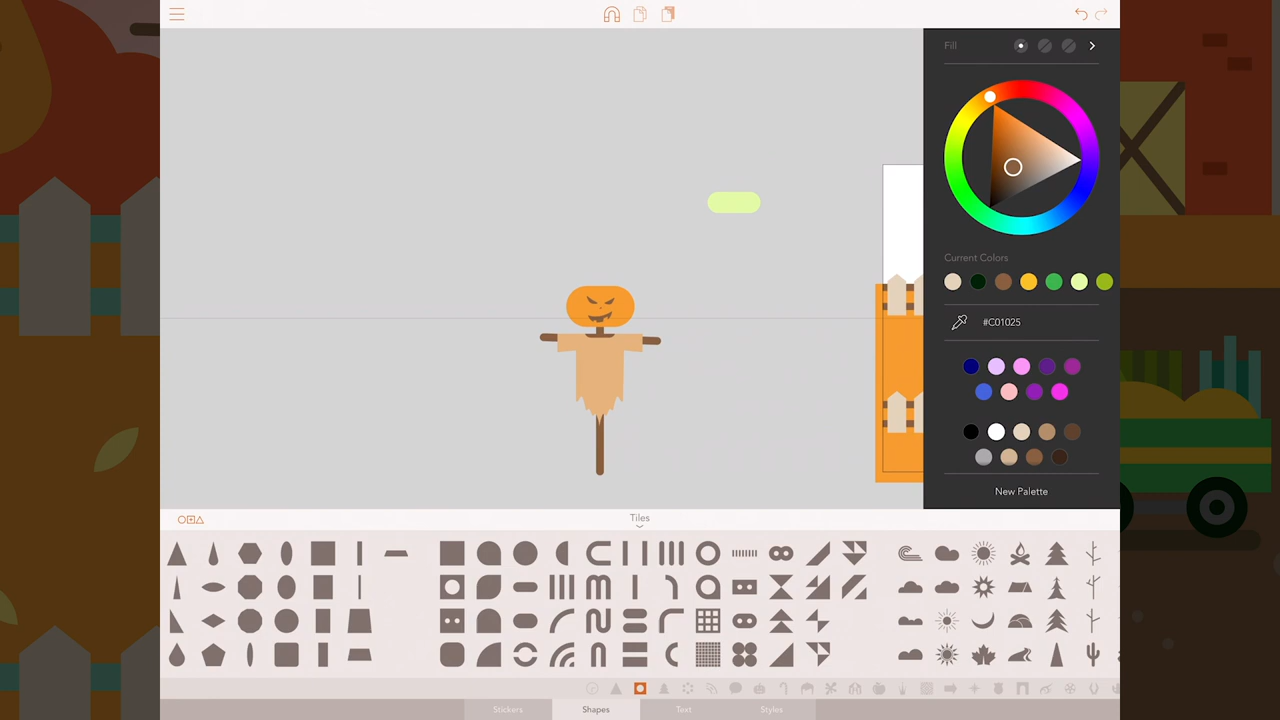 Fill
Current Colors
#C01025
New Palette
Tiles
Stickers
Shapes
Text
Styles